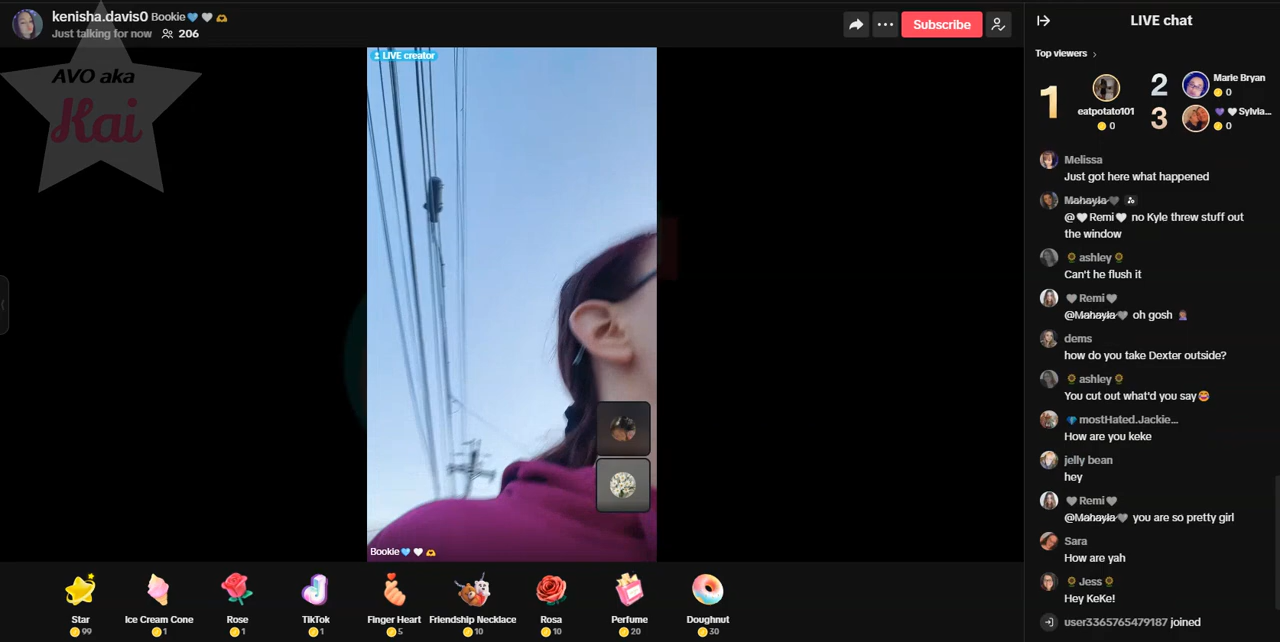 kenisha.davis0 Bookie🩵🤍🫶
Just talking for now 206
Subscribe
AVO aka
Kai
LIVE creator
Bookie🩵🤍🫶
Star
99
Ice Cream Cone
1
Rose
1
TikTok
1
Finger Heart
5
Friendship Necklace
10
Rosa
10
Perfume
20
Doughnut
30
LIVE chat
Top viewers
1
eatpotato101
0
2
Marie Bryan
0
3
💜🤍Sylvia...
0
Melissa
Just got here what happened
Mahayla🩶
@🤍Remi🤍 no Kyle threw stuff out
the window
🌻ashley🌻
Can't he flush it
🩶Remi🩶
@Mahayla🩶 oh gosh 🤦🏽‍♀️
dems
how do you take Dexter outside?
🌻ashley🌻
You cut out what'd you say😂
💎mostHated.Jackie...
How are you keke
jelly bean
hey
🩶Remi🩶
@Mahayla🩶 you are so pretty girl
Sara
How are yah
🌻Jess🌻
Hey KeKe!
user3365765479187 joined